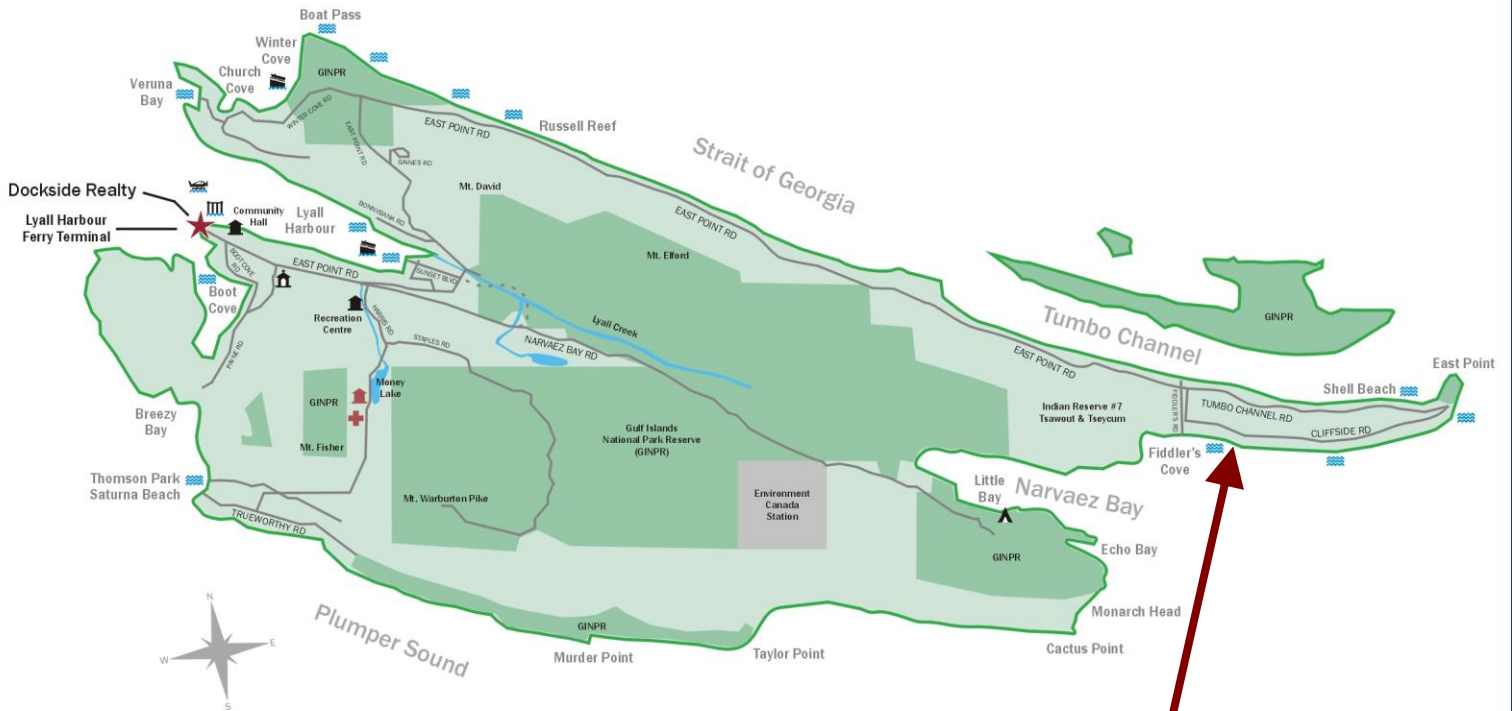 Boat Pass
Winter
Cove
Church
Cove
Veruna
Bay
GINPR
WINTER COVE RD
EAST POINT RD
EAST POINT RD
Russell Reef
GAINES RD
Mt. David
BONNYBANK RD
Strait of Georgia
Dockside Realty
Lyall Harbour
Ferry Terminal
Community
Hall
Lyall
Harbour
BOOT COVE
RD
EAST POINT RD
SUNSET BLVD
Boot
Cove
Recreation
Centre
HARRIS RD
STAPLES RD
PAYNE RD
NARVAEZ BAY RD
Lyall Creek
Mt. Elford
EAST POINT RD
Tumbo Channel
GINPR
EAST POINT RD
East Point
Shell Beach
FIDDLER'S RD
TUMBO CHANNEL RD
CLIFFSIDE RD
Indian Reserve #7
Tsawout & Tseycum
Fiddler's
Cove
Money
Lake
GINPR
Mt. Fisher
Breezy
Bay
Thomson Park
Saturna Beach
TRUEWORTHY RD
Gulf Islands
National Park Reserve
(GINPR)
Mt. Warburton Pike
Environment
Canada
Station
Little
Bay
Narvaez Bay
GINPR
Echo Bay
Monarch Head
Cactus Point
Taylor Point
GINPR
Murder Point
Plumper Sound
N
W
E
S